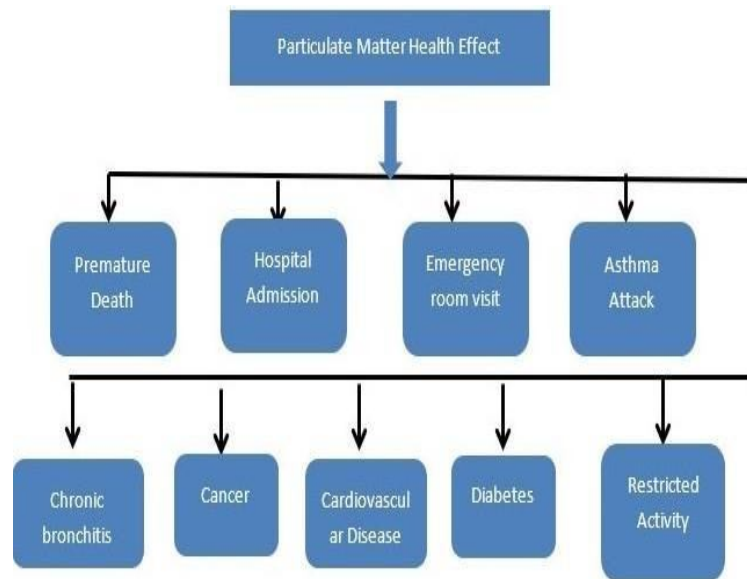 Particulate Matter Health Effect
Premature
Death
Hospital
Admission
Emergency
room visit
Asthma
Attack
Chronic
bronchitis
Cancer
Cardiovascul
ar Disease
Diabetes
Restricted
Activity